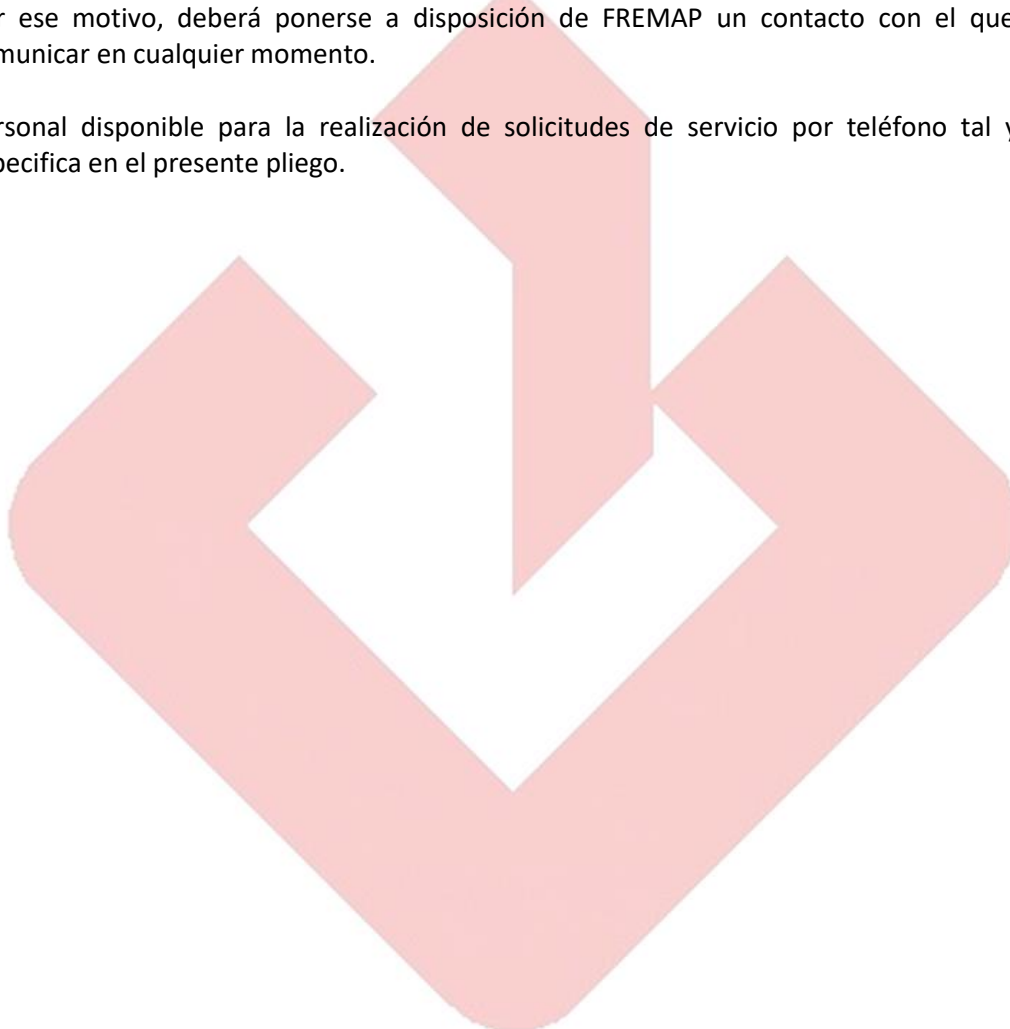 r ese motivo, deberá ponerse a disposición de FREMAP un contacto con el que
municar en cualquier momento.
rsonal disponible para la realización de solicitudes de servicio por teléfono tal y
pecifica en el presente pliego.